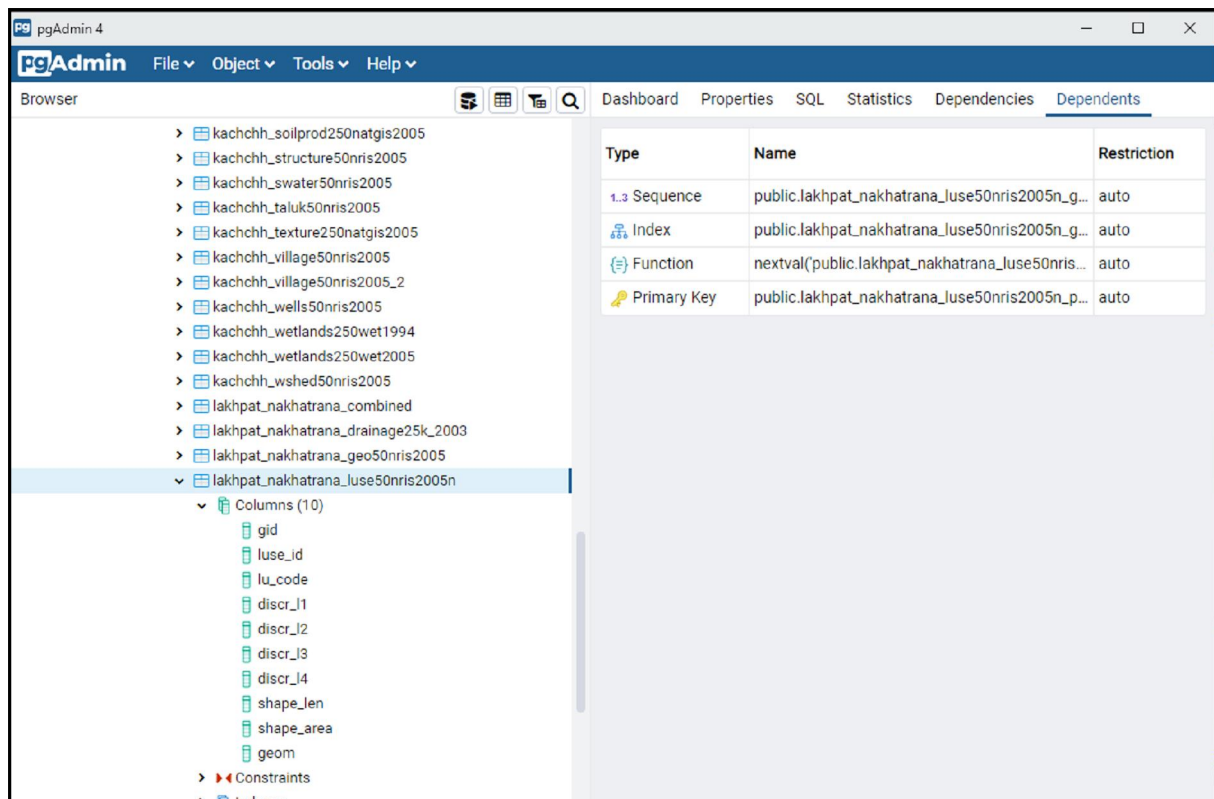 pgAdmin 4
pgAdmin File Object Tools Help
Browser
Dashboard Properties SQL Statistics Dependencies Dependents
kachchh_soilprod250natgis2005
kachchh_structure50nris2005
kachchh_swater50nris2005
kachchh_taluk50nris2005
kachchh_texture250natgis2005
kachchh_village50nris2005
kachchh_village50nris2005_2
kachchh_wells50nris2005
kachchh_wetlands250wet1994
kachchh_wetlands250wet2005
kachchh_wshed50nris2005
lakhpat_nakhatrana_combined
lakhpat_nakhatrana_drainage25k_2003
lakhpat_nakhatrana_geo50nris2005
lakhpat_nakhatrana_luse50nris2005n
Columns (10)
gid
luse_id
lu_code
discr_l1
discr_l2
discr_l3
discr_l4
shape_len
shape_area
geom
Constraints
Type Name Restriction
1..3 Sequence public.lakhpat_nakhatrana_luse50nris2005n_g... auto
Index public.lakhpat_nakhatrana_luse50nris2005n_g... auto
Function nextval('public.lakhpat_nakhatrana_luse50nris... auto
Primary Key public.lakhpat_nakhatrana_luse50nris2005n_p... auto